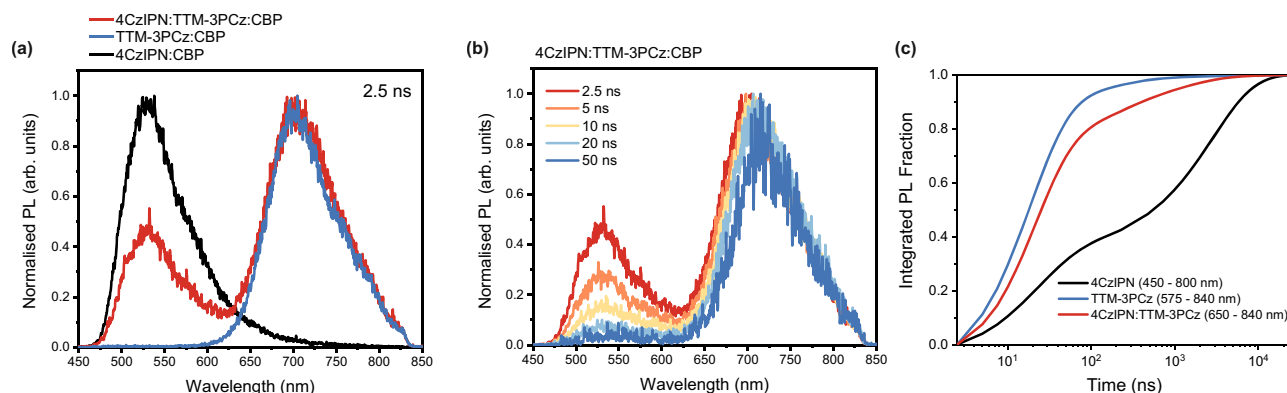 4CzIPN:TTM-3PCz:CBP
TTM-3PCz:CBP
4CzIPN:CBP
(a)
2.5 ns
Normalised PL (arb. units)
1.0
0.8
0.6
0.4
0.2
0.0
450 500 550 600 650 700 750 800 850
Wavelength (nm)
(b)
4CzIPN:TTM-3PCz:CBP
2.5 ns
5 ns
10 ns
20 ns
50 ns
Normalised PL (arb. units)
1.0
0.8
0.6
0.4
0.2
0.0
450 500 550 600 650 700 750 800 850
Wavelength (nm)
(c)
Integrated PL Fraction
1.0
0.8
0.6
0.4
0.2
0.0
4CzIPN (450 - 800 nm)
TTM-3PCz (575 - 840 nm)
4CzIPN:TTM-3PCz (650 - 840 nm)
10¹ 10² 10³ 10⁴
Time (ns)